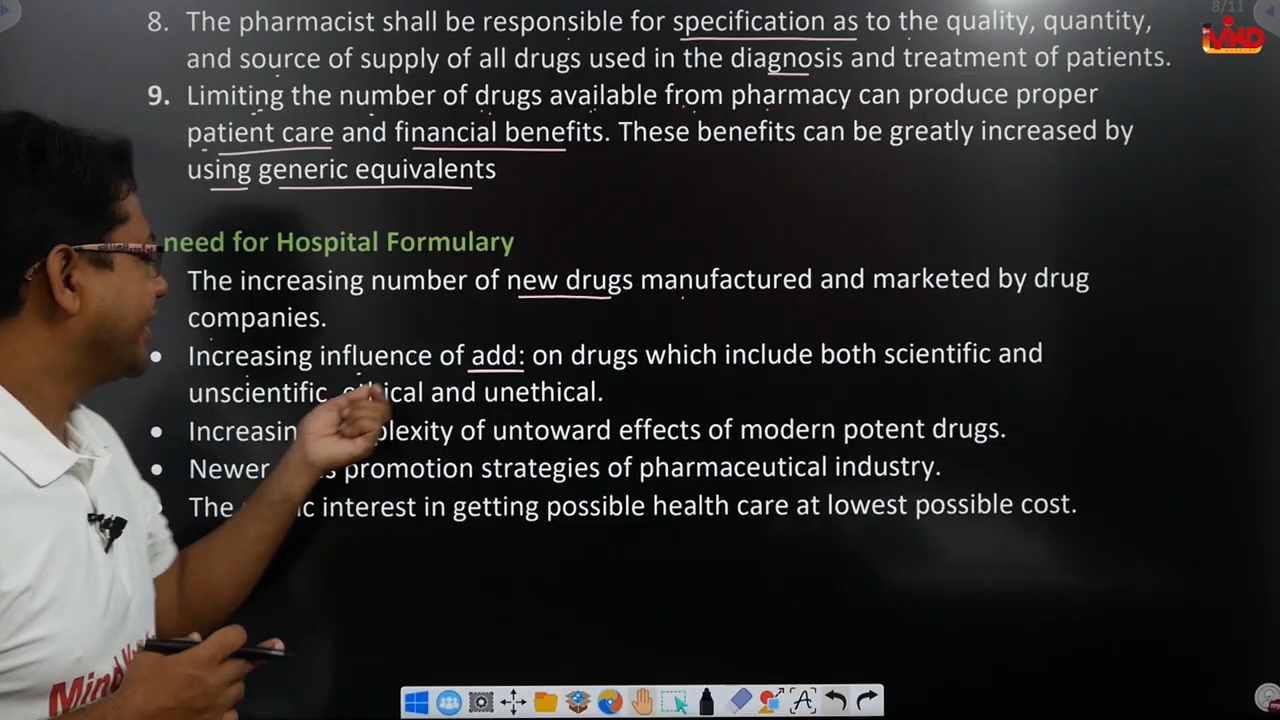 8/11
MIND
8. The pharmacist shall be responsible for specification as to the quality, quantity,
and source of supply of all drugs used in the diagnosis and treatment of patients.
9. Limiting the number of drugs available from pharmacy can produce proper
patient care and financial benefits. These benefits can be greatly increased by
using generic equivalents
need for Hospital Formulary
The increasing number of new drugs manufactured and marketed by drug
companies.
• Increasing influence of add: on drugs which include both scientific and
unscientific, ethical and unethical.
• of untoward effects of modern potent drugs.
• Newer promotion strategies of pharmaceutical industry.
The interest in getting possible health care at lowest possible cost.
Mind